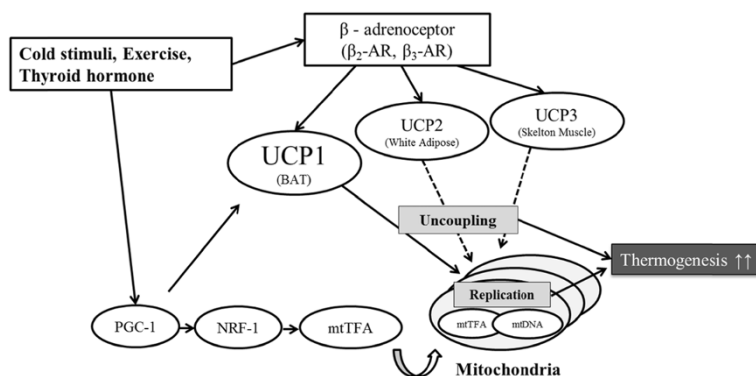 β - adrenoceptor
(β₂-AR, β₃-AR)
Cold stimuli, Exercise,
Thyroid hormone
UCP1
(BAT)
UCP2
(White Adipose)
UCP3
(Skelton Muscle)
Uncoupling
Thermogenesis ↑↑
Replication
mtTFA
mtDNA
PGC-1
NRF-1
mtTFA
Mitochondria